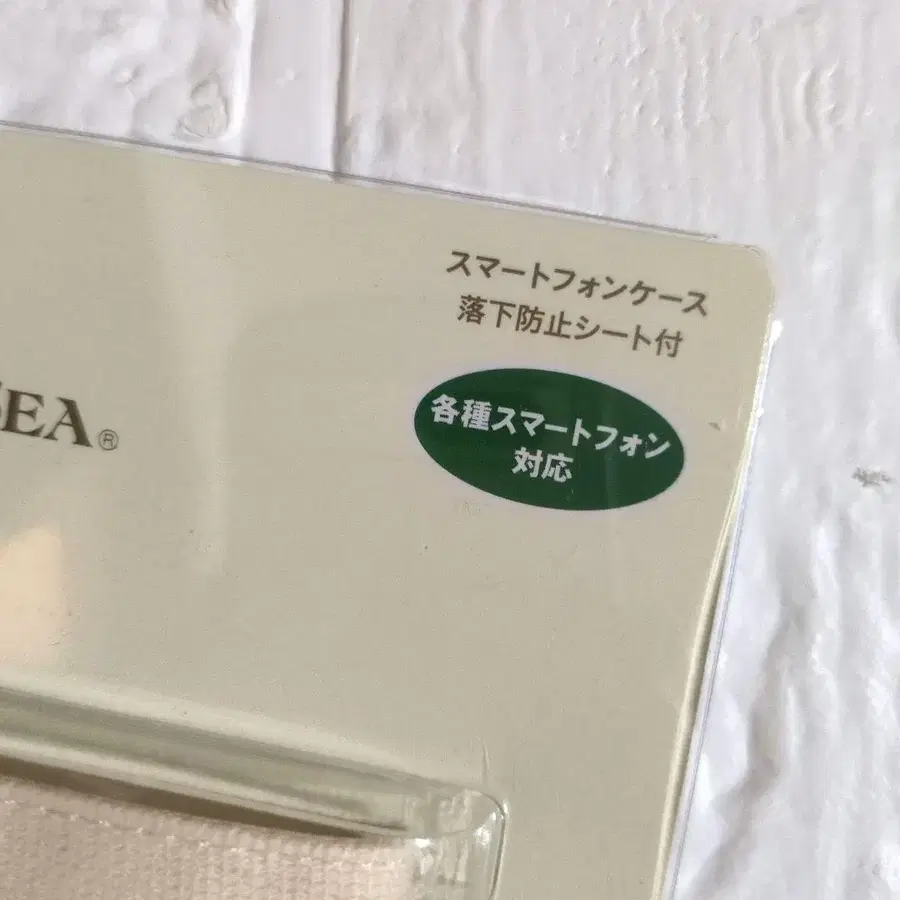 スマートフォンケース
落下防止シート付
SEA®
各種スマートフォン
対応